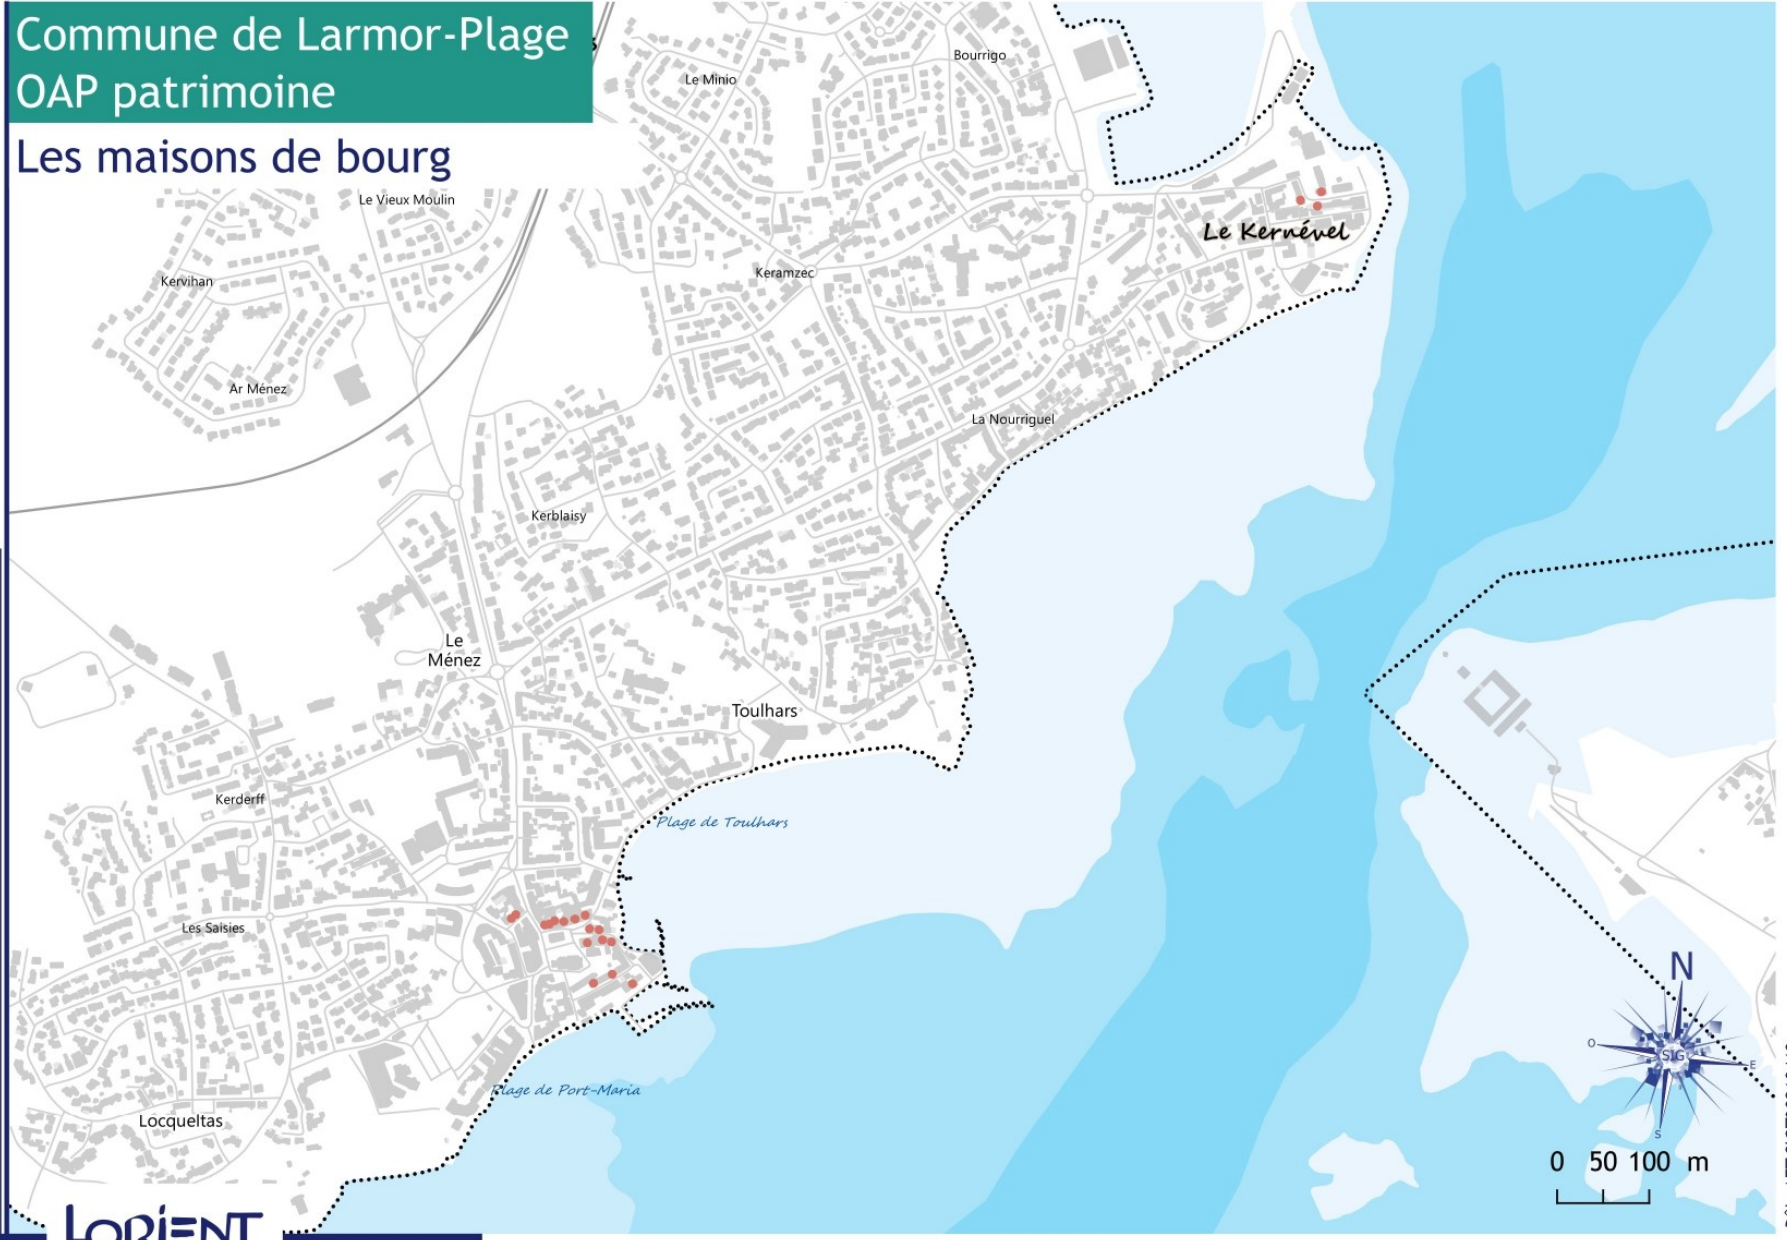 Commune de Larmor-Plage
OAP patrimoine
Les maisons de bourg
Bourrigo
Le Minio
Le Vieux Moulin
Le Kernével
Keramzec
Kervihan
Ar Ménez
La Nourriguel
Kerblaisy
Le
Ménez
Toulhars
Kerderff
Plage de Toulhars
Les Saisies
N
O
SIG
E
S
Plage de Port-Maria
Locqueltas
0 50 100 m
LORIENT